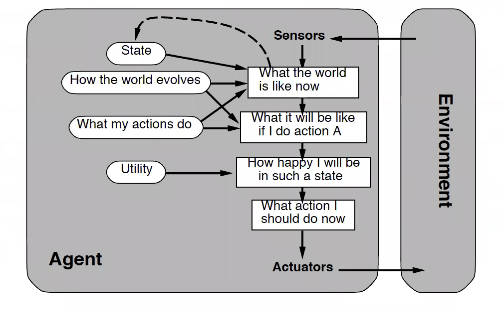 Sensors
State
How the world evolves
What my actions do
Utility
What the world
is like now
What it will be like
if I do action A
How happy I will be
in such a state
What action I
should do now
Actuators
Agent
Environment